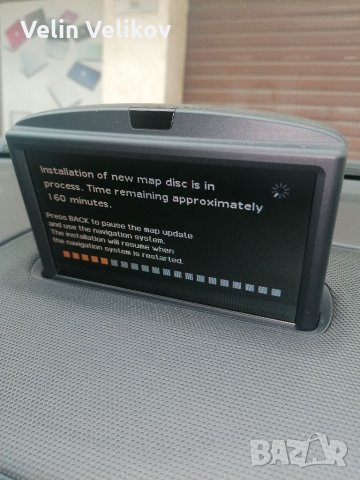 Velin Velikov
Installation of new map disc is in
process. Time remaining approximately
160 minutes.
Press BACK to pause the map update
and use the navigation system.
The installation will resume when
the navigation system is restarted.
BAZAR